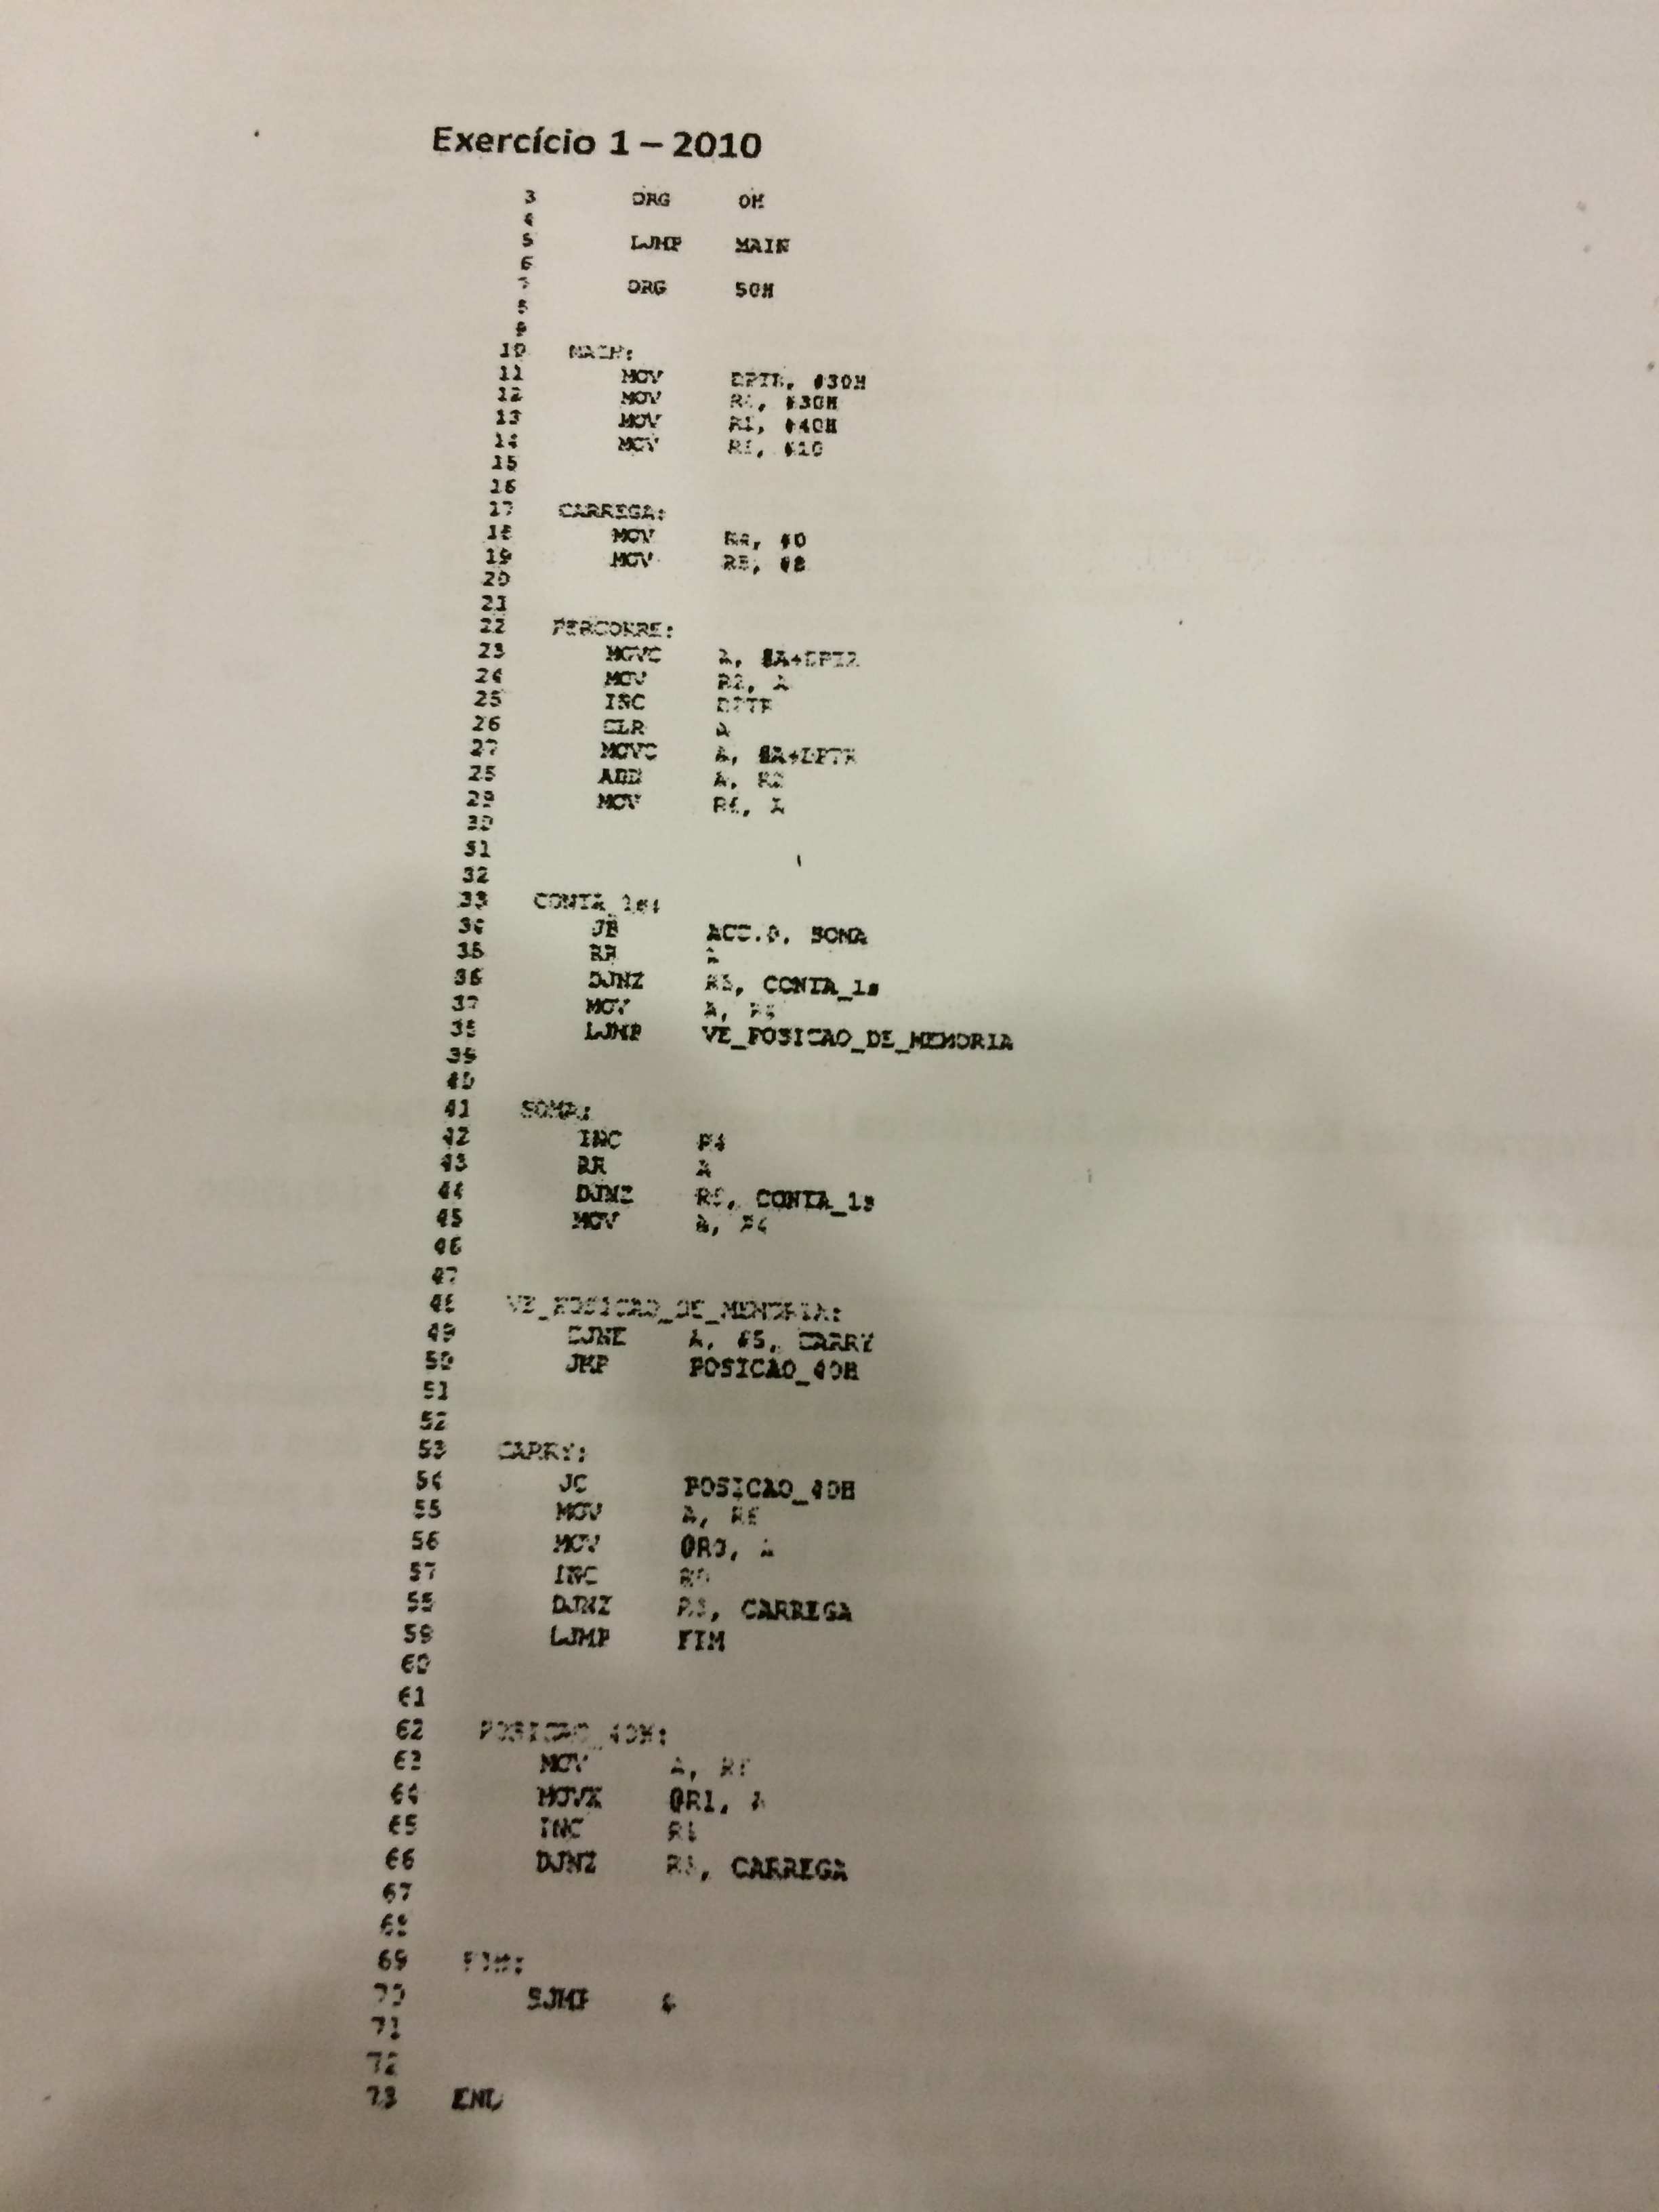 Exercício 1 – 2010
3 ORG 0H
4
5 LJMP MAIN
6
7 ORG 50H
8
9
10 MAIN:
11 MOV DPTR, #30H
12 MOV #30H
13 MOV R1, #40H
14 MOV #10
15
16
17 CARREGA:
18 MOV R4, #0
19 MOV R5, #8
20
21
22 PERCORRE:
23 MOVC A, @A+DPTR
24 MOV R2, A
25 INC DPTR
26 CLR A
27 MOVC A, @A+DPTR
28 ADD A, R2
29 MOV R6, A
30
31
32
33 CONTA_1s:
34 JB ACC.0, SOMA
35 RR A
36 DJNZ R5, CONTA_1s
37 MOV A, R4
38 LJMP VE_POSICAO_DE_MEMORIA
39
40
41 SOMA:
42 INC R4
43 RR A
44 DJNZ R5, CONTA_1s
45 MOV A, R4
46
47
48 VE_POSICAO_DE_MEMORIA:
49 CJNE A, #5, CARRY
50 JMP POSICAO_40H
51
52
53 CARRY:
54 JC POSICAO_40H
55 MOV A, R6
56 MOV @R0, A
57 INC R0
58 DJNZ R3, CARREGA
59 LJMP FIM
60
61
62 POSICAO_40H:
63 MOV A, R6
64 MOVX @R1, A
65 INC R1
66 DJNZ R3, CARREGA
67
68
69 FIM:
70 SJMP $
71
72
73 END